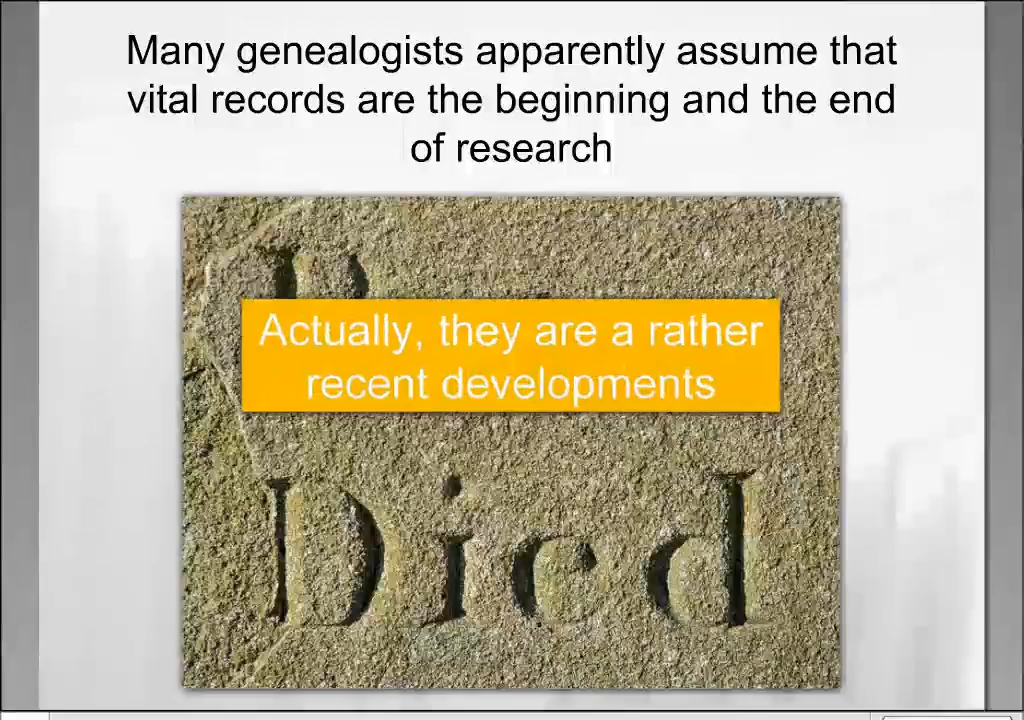 Many genealogists apparently assume that
vital records are the beginning and the end
of research
Actually, they are a rather
recent developments
Died